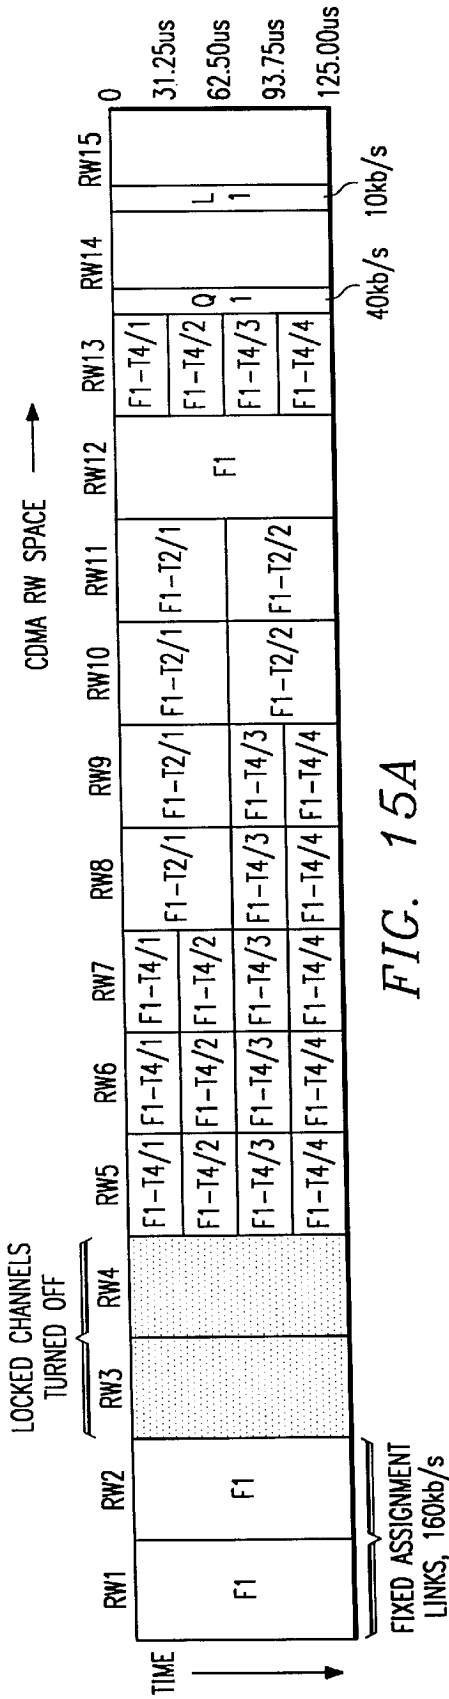 CDMA RW SPACE
LOCKED CHANNELS
TURNED OFF
RW1 RW2 RW3 RW4 RW5 RW6 RW7 RW8 RW9 RW10 RW11 RW12 RW13 RW14 RW15
TIME
0
31.25us
62.50us
93.75us
125.00us
F1
F1
F1-T4/1 F1-T4/1 F1-T4/1 F1-T2/1 F1-T2/1 F1-T2/1 F1-T2/1 F1 F1-T4/1
F1-T4/2 F1-T4/2 F1-T4/2 F1-T4/2
F1-T4/3 F1-T4/3 F1-T4/3 F1-T4/3 F1-T4/3 F1-T2/2 F1-T2/2 F1-T4/3
F1-T4/4 F1-T4/4 F1-T4/4 F1-T4/4 F1-T4/4 F1-T4/4
Q
1
L
1
FIXED ASSIGNMENT
LINKS, 160kb/s
40kb/s
10kb/s
FIG. 15A